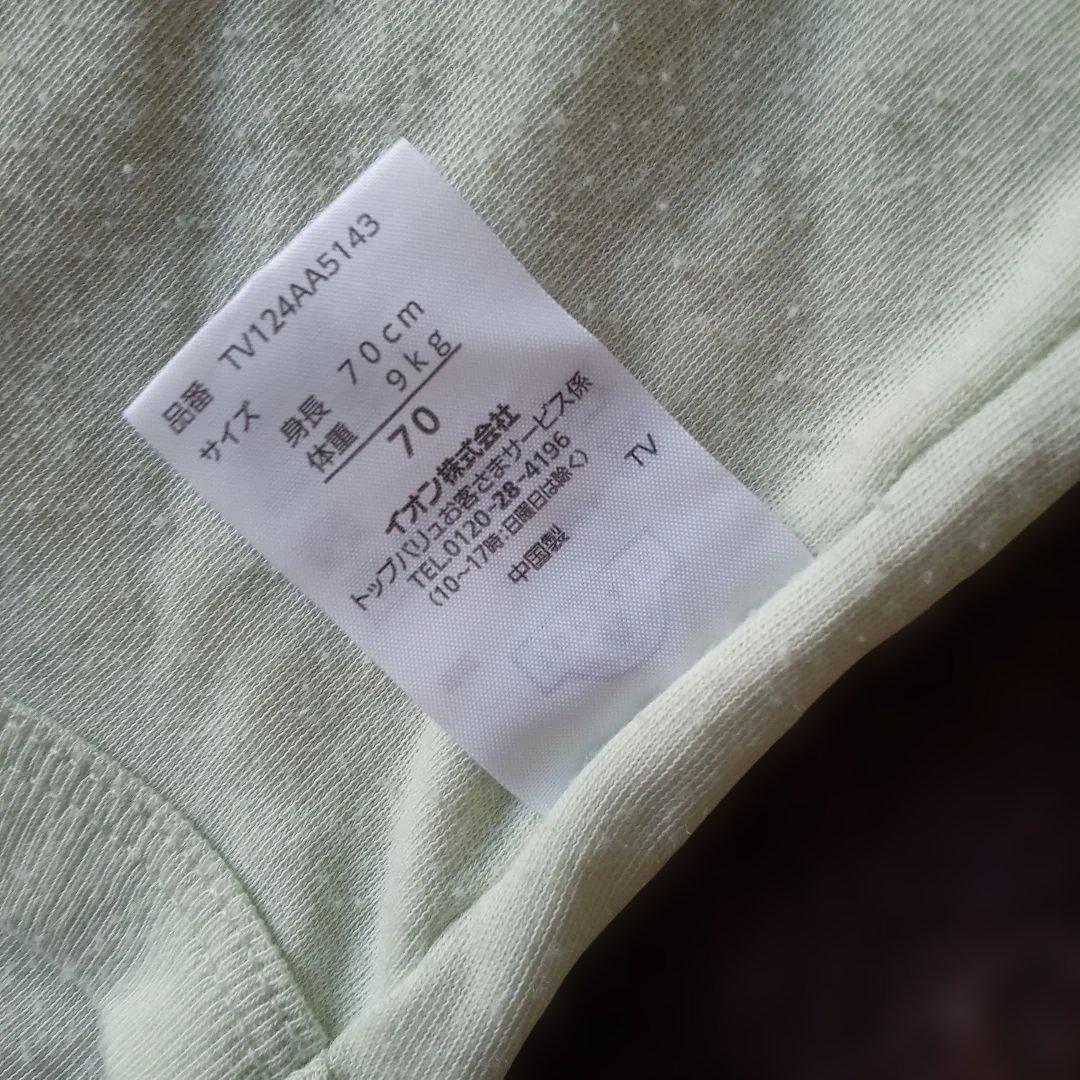 品番 TV124AA5143
サイズ
身長 70cm
体重 9kg
70
イオン株式会社
トップバリュお客さまサービス係
TEL.0120-28-4196
(10～17時:日曜日は除く)
中国製 TV